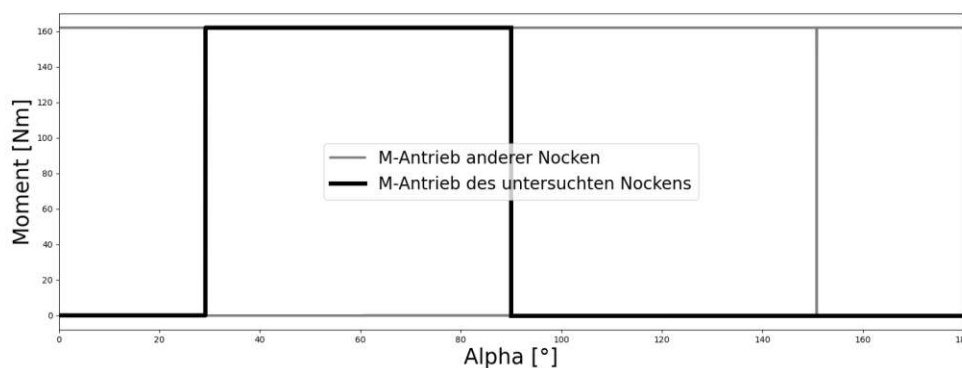 160
140
120
100
80
60
40
20
0
Moment [Nm]
M-Antrieb anderer Nocken
M-Antrieb des untersuchten Nockens
0 20 40 60 80 100 120 140 160 180
Alpha [°]